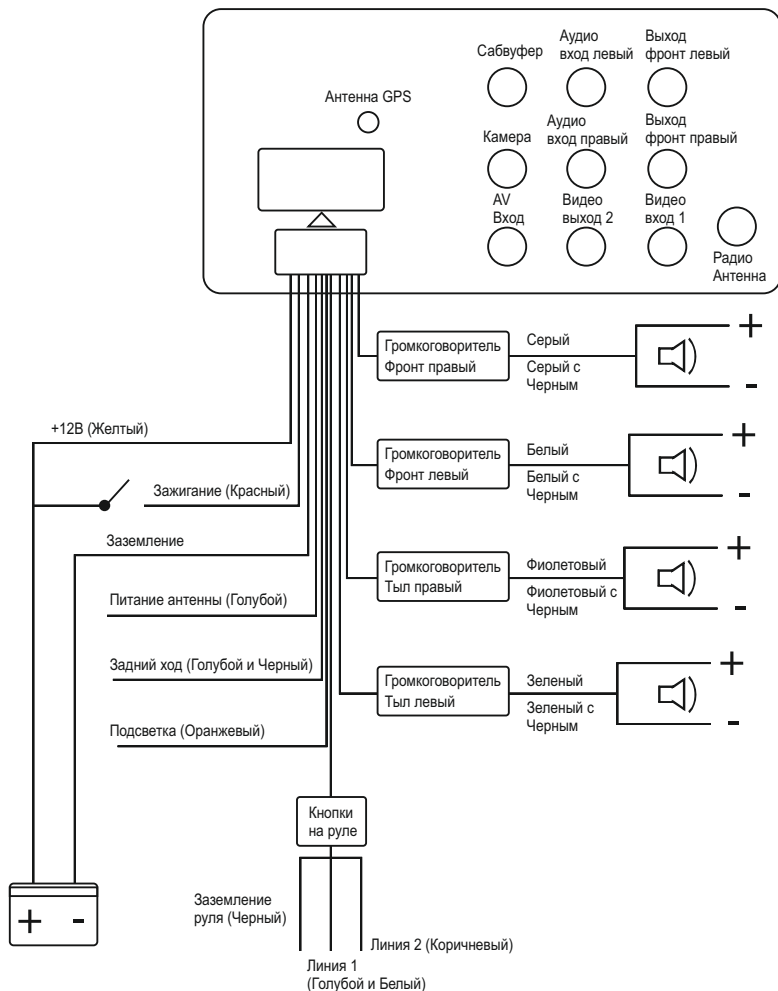 Сабвуфер
Аудио
вход левый
Выход
фронт левый
Антенна GPS
Камера
Аудио
вход правый
Выход
фронт правый
AV
Вход
Видео
выход 2
Видео
вход 1
Радио
Антенна
Громкоговоритель
Фронт правый
Серый
Серый с
Черным
+
-
+12В (Желтый)
Громкоговоритель
Фронт левый
Белый
Белый с
Черным
+
-
Зажигание (Красный)
Заземление
Громкоговоритель
Тыл правый
Фиолетовый
Фиолетовый с
Черным
+
-
Питание антенны (Голубой)
Задний ход (Голубой и Черный)
Громкоговоритель
Тыл левый
Зеленый
Зеленый с
Черным
+
-
Подсветка (Оранжевый)
Кнопки
на руле
+ -
Заземление
руля (Черный)
Линия 2 (Коричневый)
Линия 1
(Голубой и Белый)